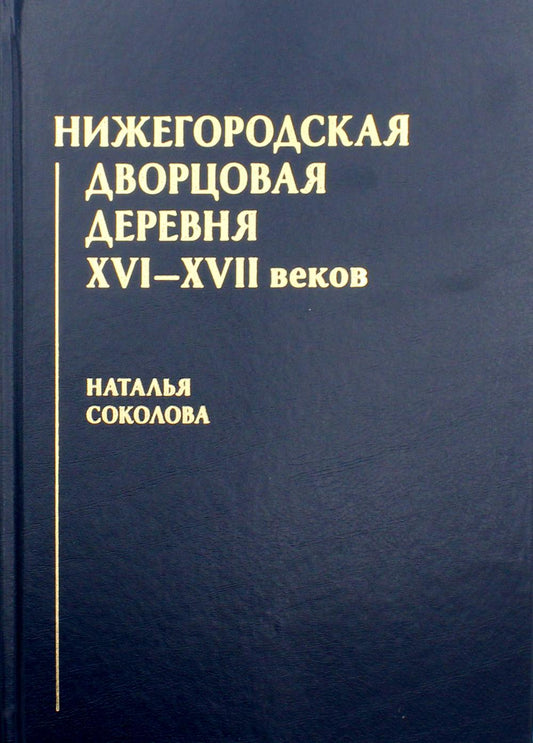 НИЖЕГОРОДСКАЯ
ДВОРЦОВАЯ
ДЕРЕВНЯ
XVI–XVII веков
НАТАЛЬЯ
СОКОЛОВА